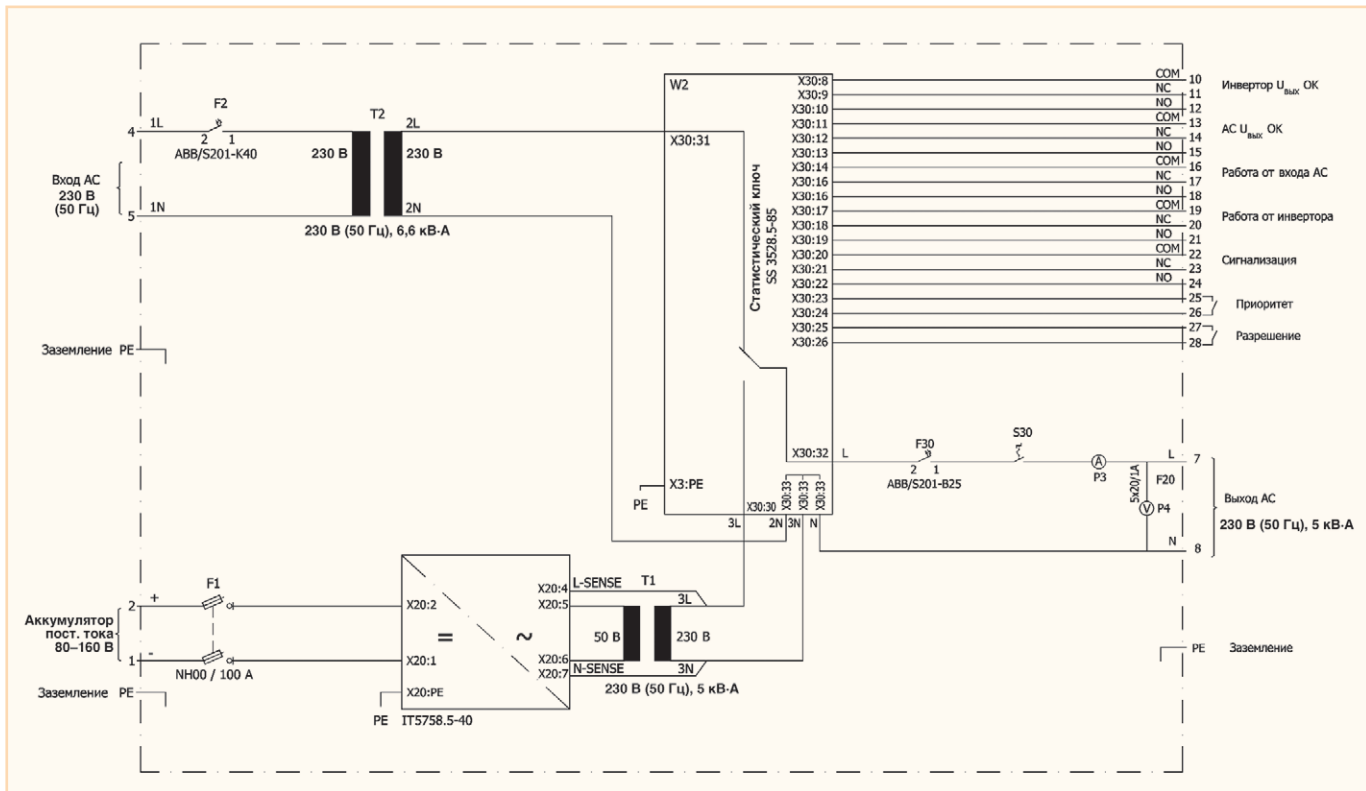 4
1L
F2
2
1
ABB/S201-K40
T2
2L
230 В
230 В
Вход АС
230 В
(50 Гц)
5
1N
2N
230 В (50 Гц), 6,6 кВ·А
Заземление PE
W2
X30:31
Статистический ключ
SS 3528.5-85
X30:8
X30:9
X30:10
X30:11
X30:12
X30:13
X30:14
X30:16
X30:16
X30:17
X30:18
X30:19
X30:20
X30:21
X30:22
X30:23
X30:24
X30:25
X30:26
COM 10
NC 11
NO 12
COM 13
NC 14
NO 15
COM 16
NC 17
NO 18
COM 19
NC 20
NO 21
COM 22
NC 23
NO 24
25
26
27
28
Инвертор Uвых ОК
АС Uвых ОК
Работа от входа АС
Работа от инвертора
Сигнализация
Приоритет
Разрешение
X30:32
L
F30
2
1
ABB/S201-B25
S30
A
P3
L
7
5x20/1A
F20
V
P4
N
8
Выход АС
230 В (50 Гц), 5 кВ·А
X3:PE
PE
X30:30
X30:33
X30:33
X30:33
3L
2N
3N
N
PE Заземление
Аккумулятор
пост. тока
80–160 В
2
+
F1
1
-
NH00 / 100 A
Заземление PE
X20:2
X20:1
X20:PE
PE
IT5758.5-40
=
~
X20:4
X20:5
X20:6
X20:7
L-SENSE
T1
3L
50 В
230 В
N-SENSE
3N
230 В (50 Гц), 5 кВ·А